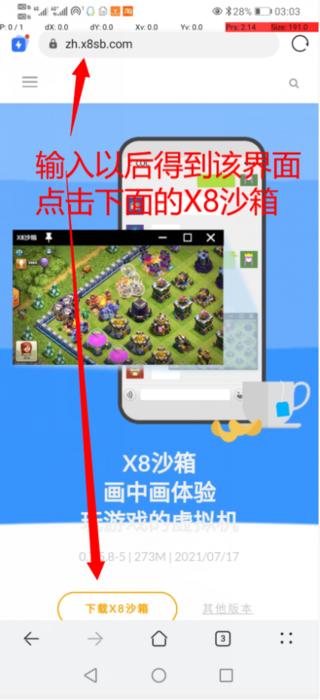 28% 03:03
P: 0 / 1 dX: 0.0 dY: 0.0 Xv: 0.0 Yv: 0.0 Prs: 2.14 Size: 191.0
zh.x8sb.com
输入以后得到该界面
点击下面的X8沙箱
X8沙箱
X8沙箱
画中画体验
玩游戏的虚拟机
5.8-5 | 273M | 2021/07/17
下载X8沙箱 其他版本
3